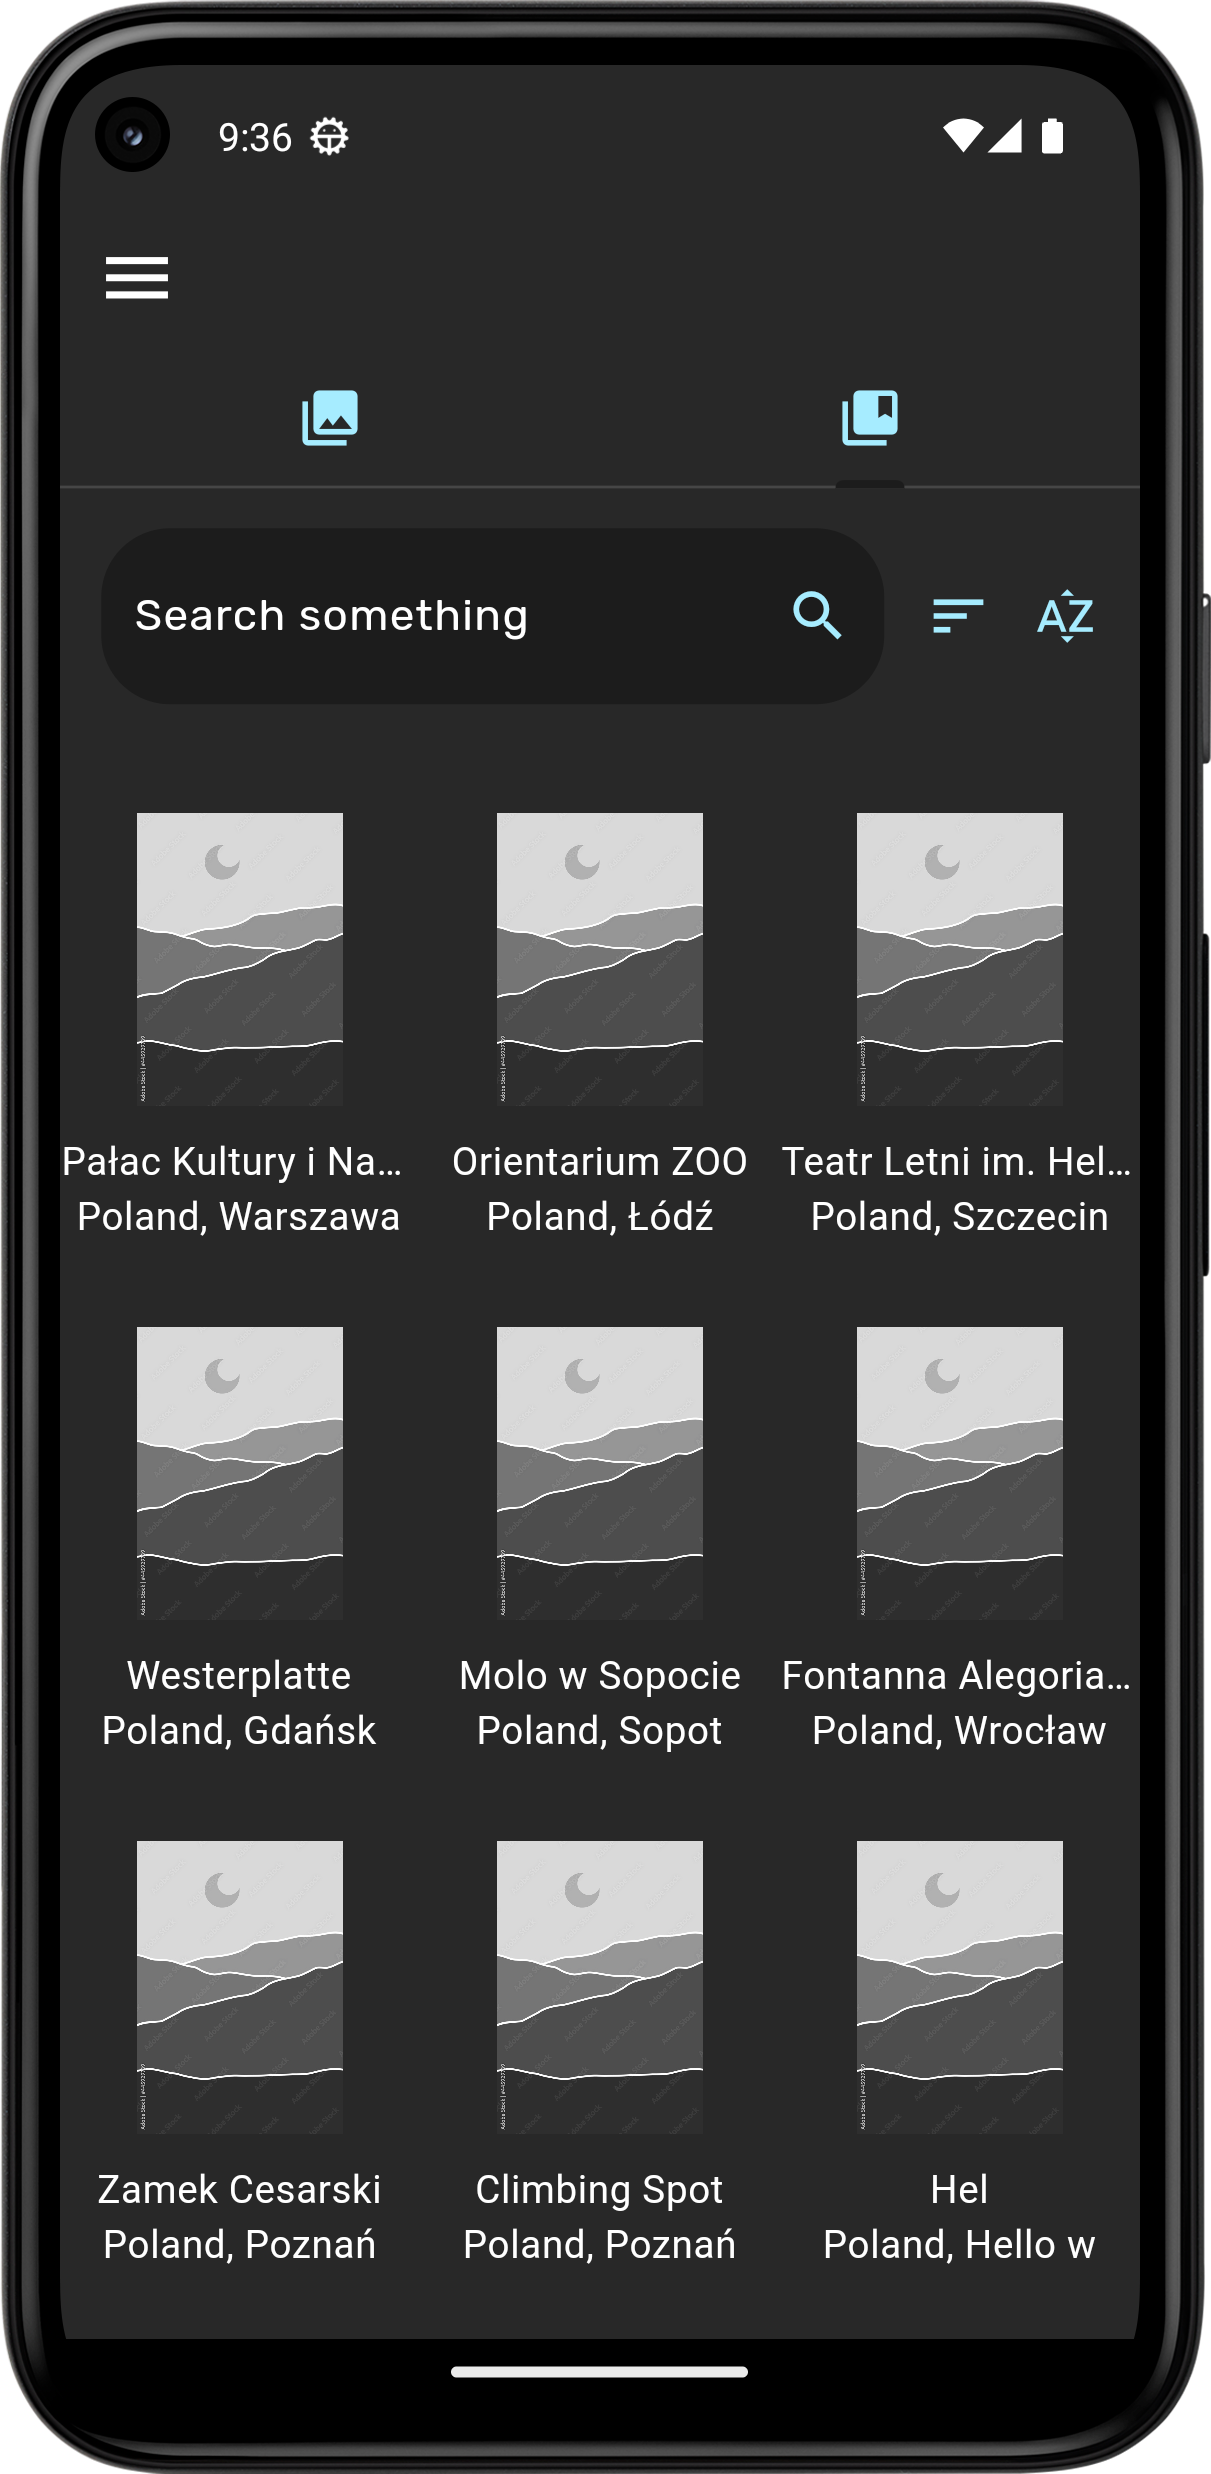 9:36
Search something
AZ
Pałac Kultury i Na...
Poland, Warszawa
Orientarium ZOO
Poland, Łódź
Teatr Letni im. Hel...
Poland, Szczecin
Westerplatte
Poland, Gdańsk
Molo w Sopocie
Poland, Sopot
Fontanna Alegoria...
Poland, Wrocław
Zamek Cesarski
Poland, Poznań
Climbing Spot
Poland, Poznań
Hel
Poland, Hello w